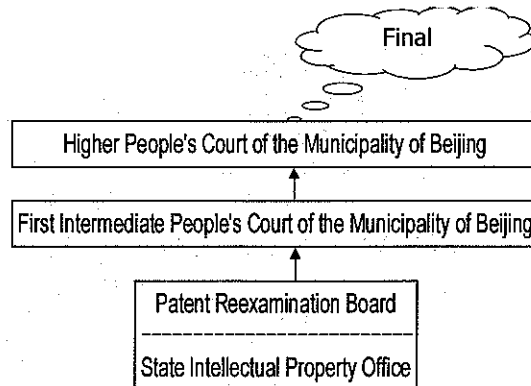 Final
Higher People's Court of the Municipality of Beijing
First Intermediate People's Court of the Municipality of Beijing
Patent Reexamination Board
State Intellectual Property Office